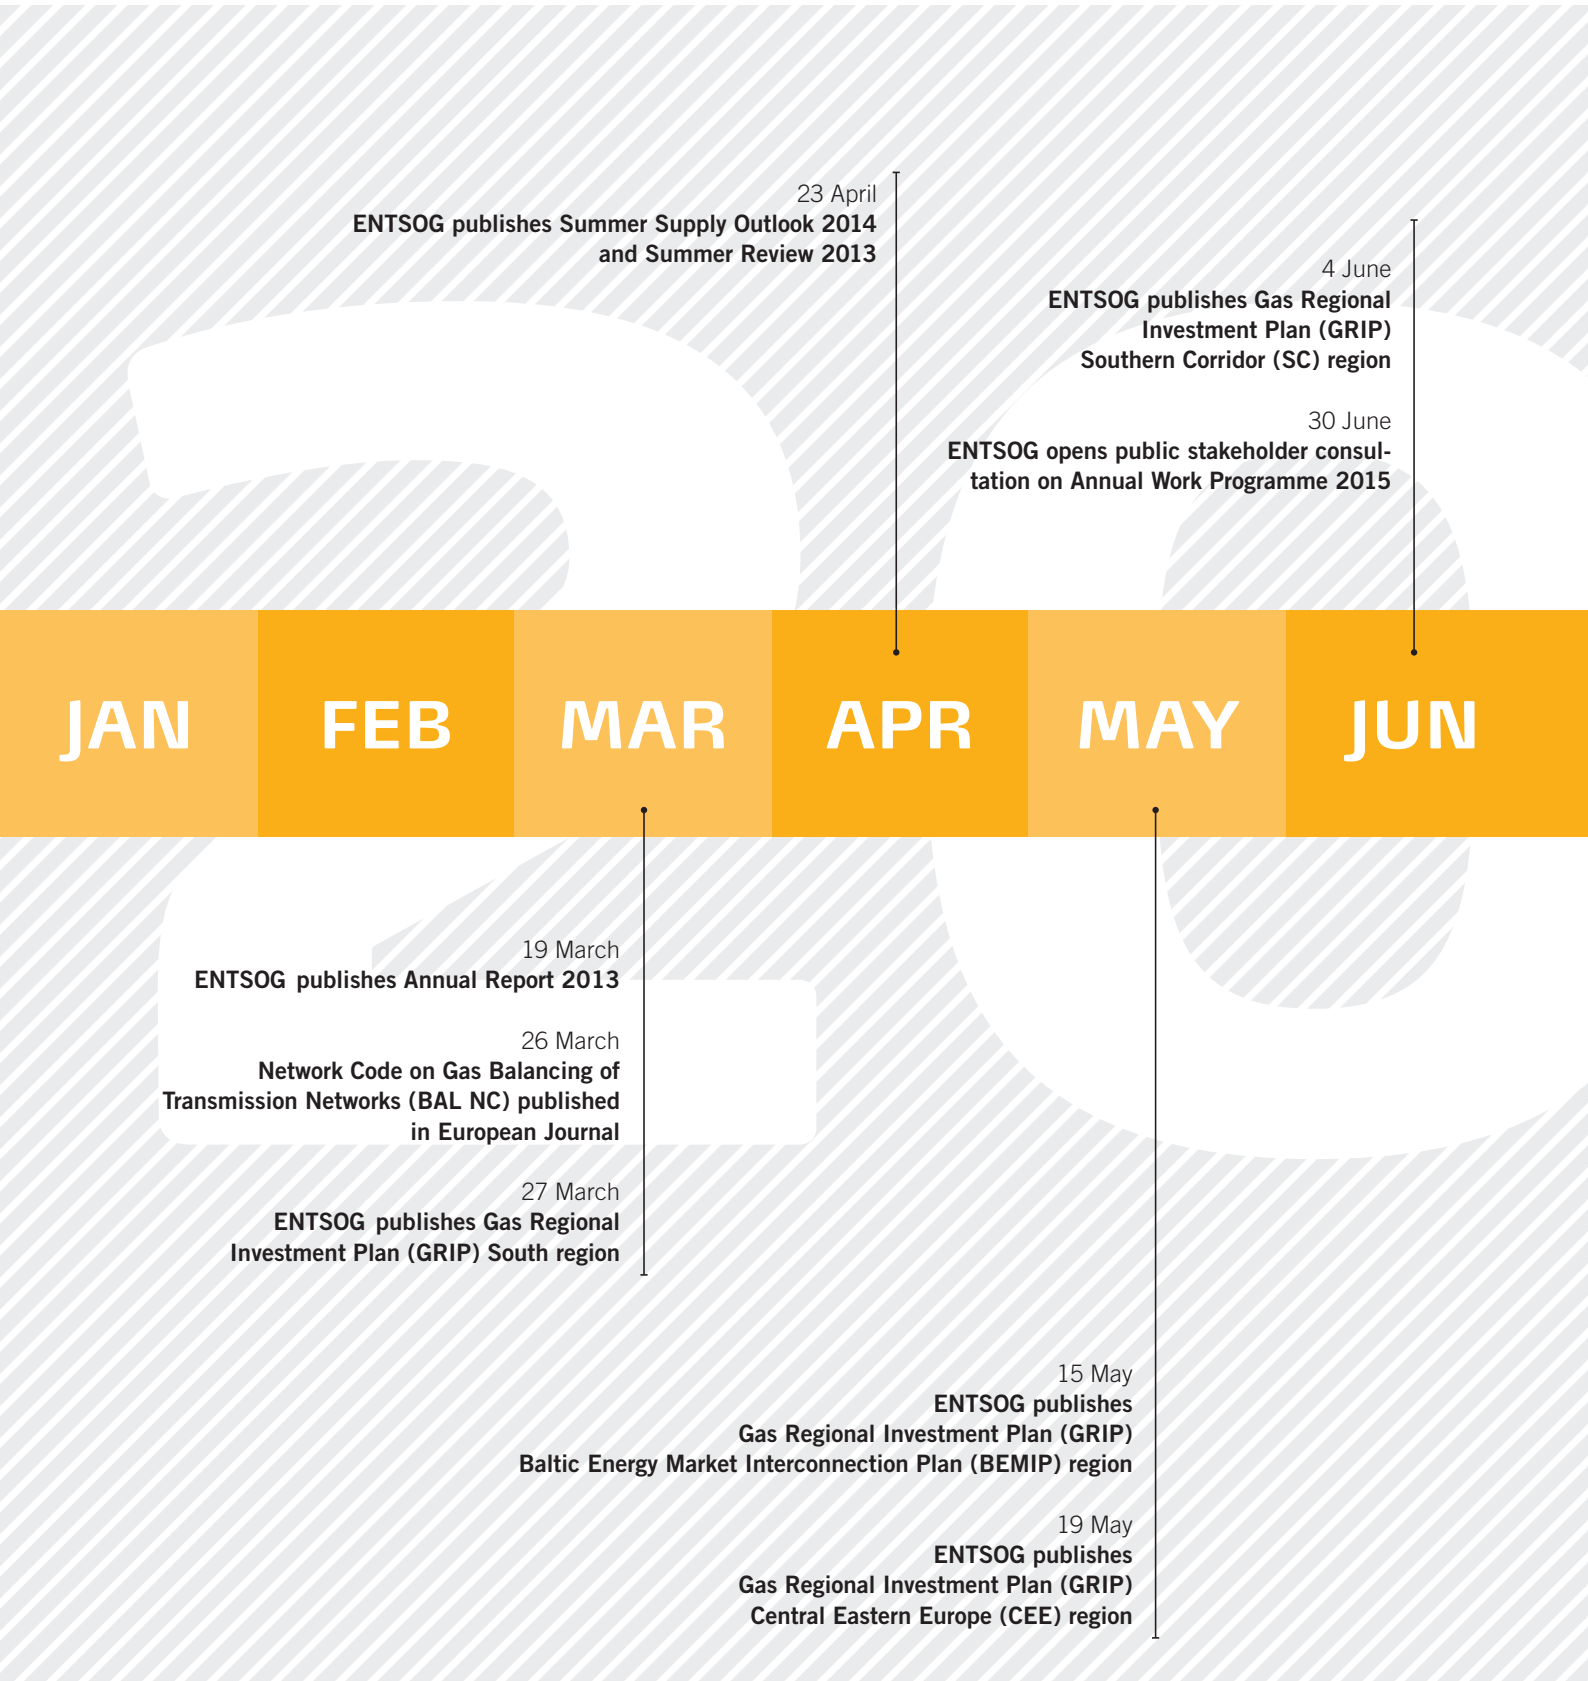 23 April
ENTSOG publishes Summer Supply Outlook 2014
and Summer Review 2013
4 June
ENTSOG publishes Gas Regional
Investment Plan (GRIP)
Southern Corridor (SC) region
30 June
ENTSOG opens public stakeholder consul-
tation on Annual Work Programme 2015
JAN FEB MAR APR MAY JUN
19 March
ENTSOG publishes Annual Report 2013
26 March
Network Code on Gas Balancing of
Transmission Networks (BAL NC) published
in European Journal
27 March
ENTSOG publishes Gas Regional
Investment Plan (GRIP) South region
15 May
ENTSOG publishes
Gas Regional Investment Plan (GRIP)
Baltic Energy Market Interconnection Plan (BEMIP) region
19 May
ENTSOG publishes
Gas Regional Investment Plan (GRIP)
Central Eastern Europe (CEE) region
20